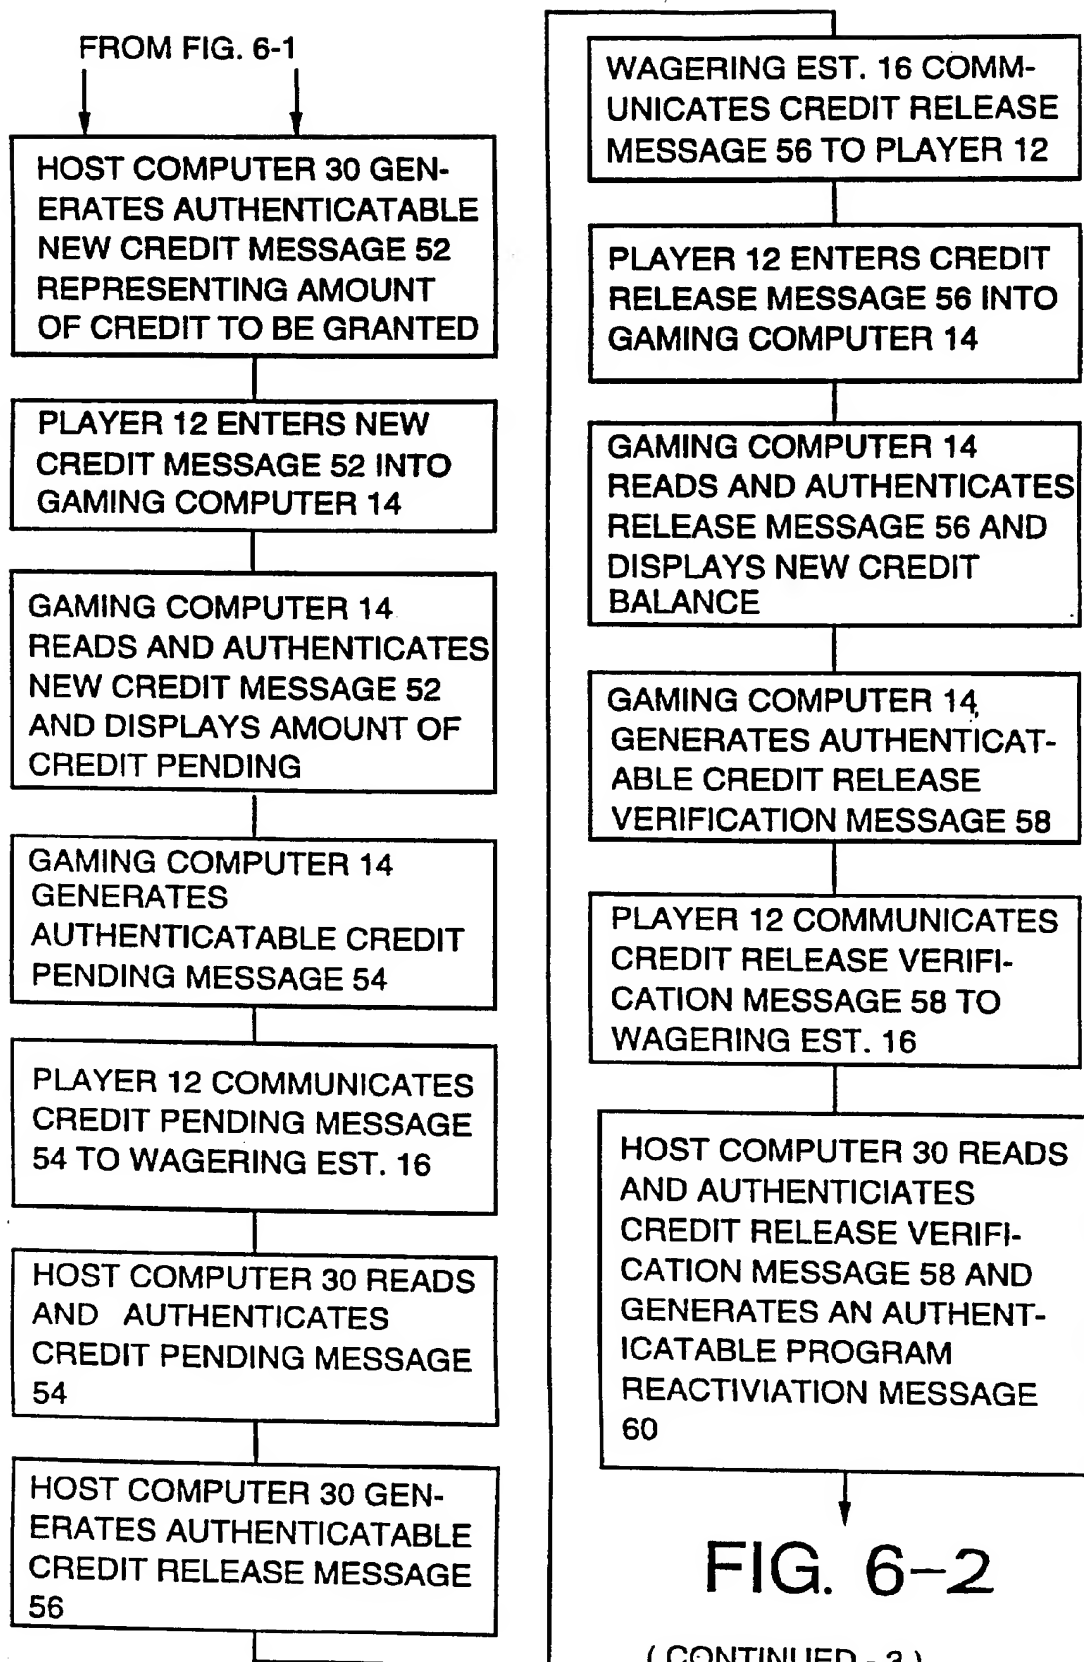 FROM FIG. 6-1
HOST COMPUTER 30 GEN-
ERATES AUTHENTICATABLE
NEW CREDIT MESSAGE 52
REPRESENTING AMOUNT
OF CREDIT TO BE GRANTED
PLAYER 12 ENTERS NEW
CREDIT MESSAGE 52 INTO
GAMING COMPUTER 14
GAMING COMPUTER 14
READS AND AUTHENTICATES
NEW CREDIT MESSAGE 52
AND DISPLAYS AMOUNT OF
CREDIT PENDING
GAMING COMPUTER 14
GENERATES
AUTHENTICATABLE CREDIT
PENDING MESSAGE 54
PLAYER 12 COMMUNICATES
CREDIT PENDING MESSAGE
54 TO WAGERING EST. 16
HOST COMPUTER 30 READS
AND AUTHENTICATES
CREDIT PENDING MESSAGE
54
HOST COMPUTER 30 GEN-
ERATES AUTHENTICATABLE
CREDIT RELEASE MESSAGE
56
WAGERING EST. 16 COMM-
UNICATES CREDIT RELEASE
MESSAGE 56 TO PLAYER 12
PLAYER 12 ENTERS CREDIT
RELEASE MESSAGE 56 INTO
GAMING COMPUTER 14
GAMING COMPUTER 14
READS AND AUTHENTICATES
RELEASE MESSAGE 56 AND
DISPLAYS NEW CREDIT
BALANCE
GAMING COMPUTER 14
GENERATES AUTHENTICAT-
ABLE CREDIT RELEASE
VERIFICATION MESSAGE 58
PLAYER 12 COMMUNICATES
CREDIT RELEASE VERIFI-
CATION MESSAGE 58 TO
WAGERING EST. 16
HOST COMPUTER 30 READS
AND AUTHENTICIATES
CREDIT RELEASE VERIFI-
CATION MESSAGE 58 AND
GENERATES AN AUTHENT-
ICATABLE PROGRAM
REACTIVIATION MESSAGE
60
FIG. 6-2
( CONTINUED - 3 )